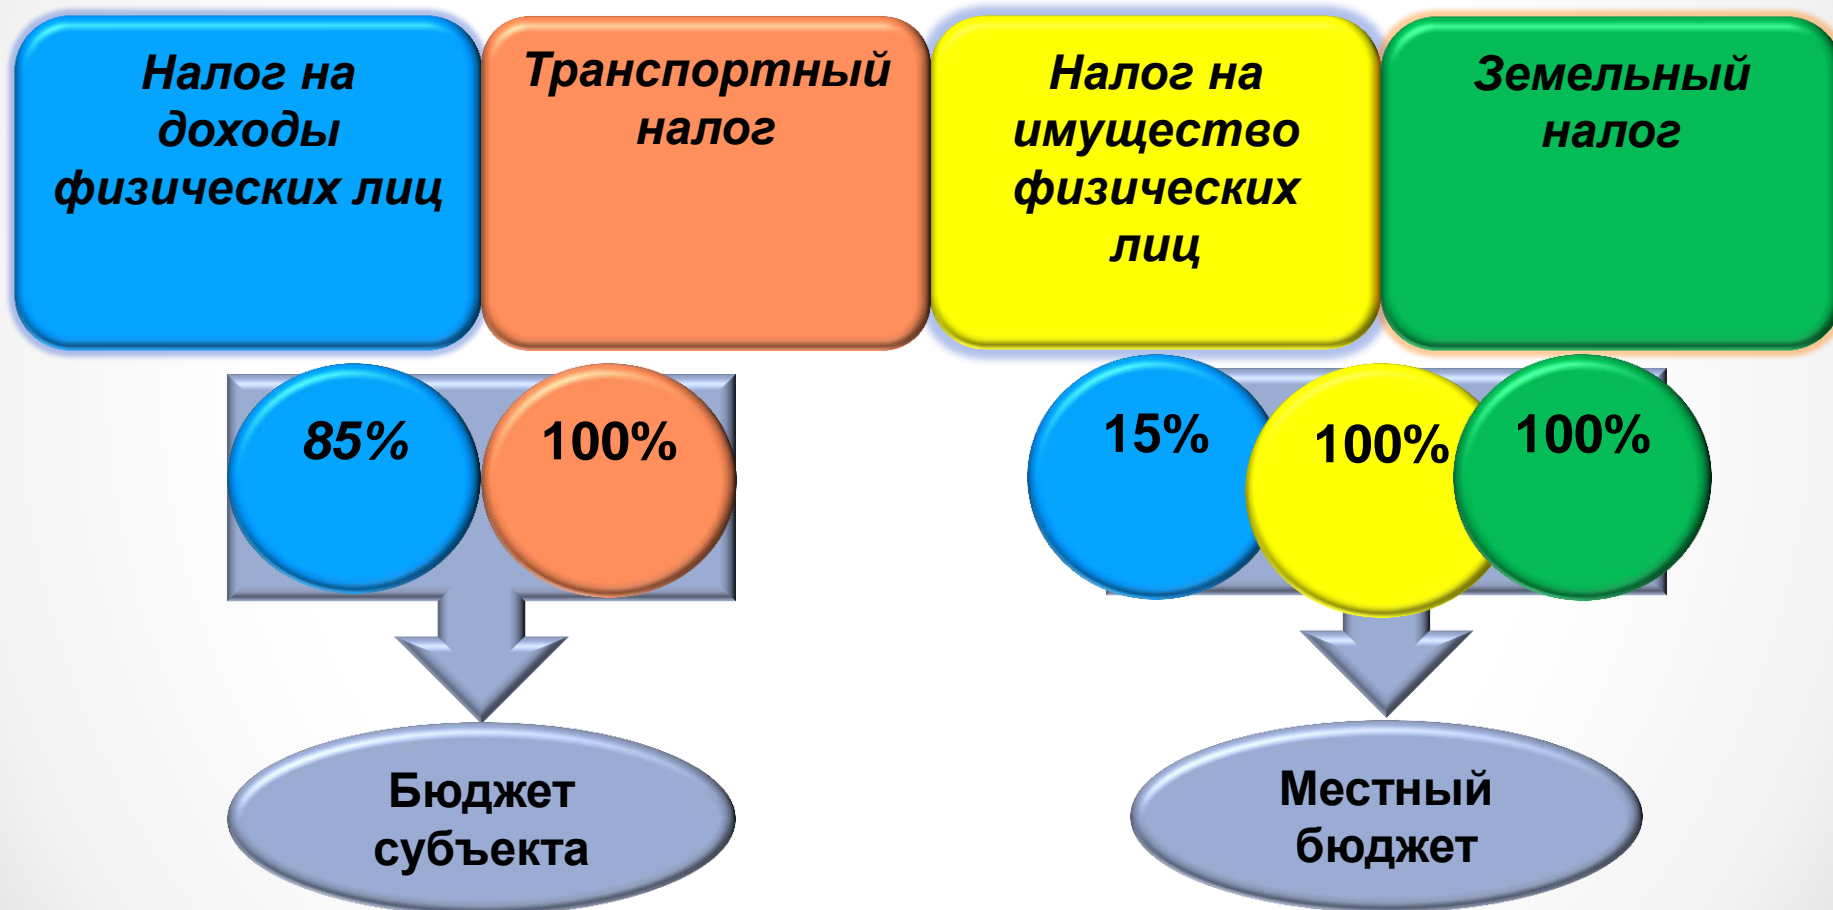 Налог на
доходы
физических лиц
Транспортный
налог
Налог на
имущество
физических
лиц
Земельный
налог
85%
100%
15%
100%
100%
Бюджет
субъекта
Местный
бюджет